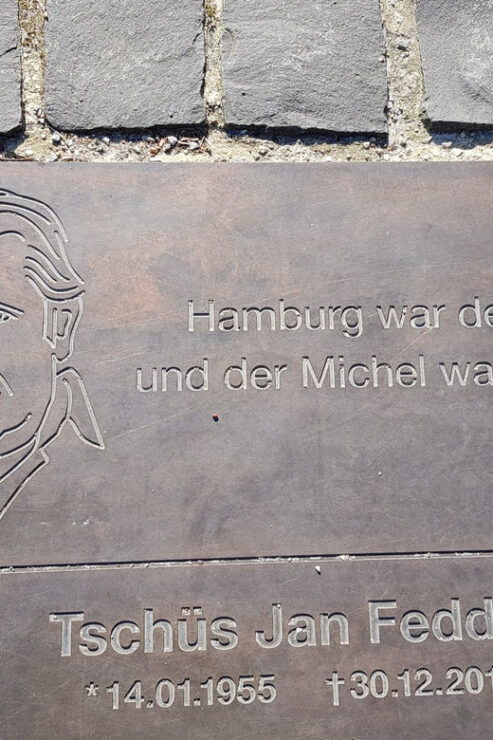 Hamburg war de
und der Michel wa
Tschüs Jan Fedd
* 14.01.1955 †30.12.201